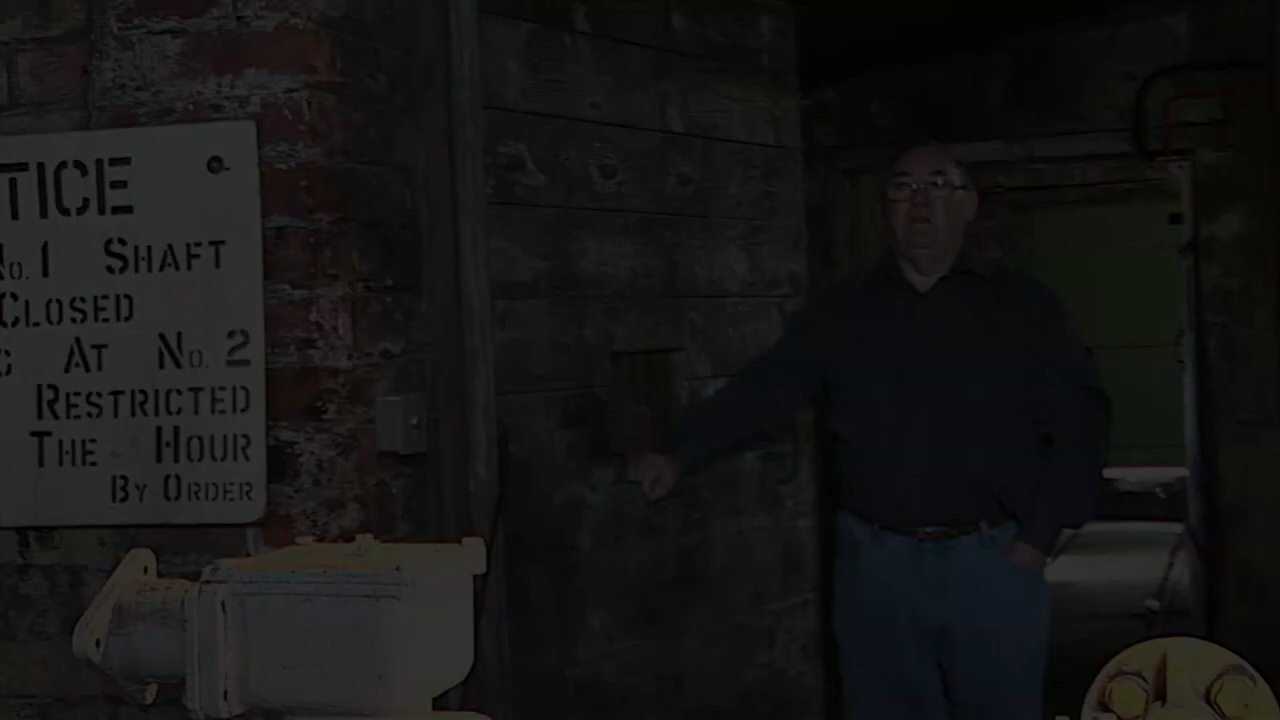 TICE
No. 1 SHAFT
CLOSED
AT No. 2
RESTRICTED
THE HOUR
BY ORDER